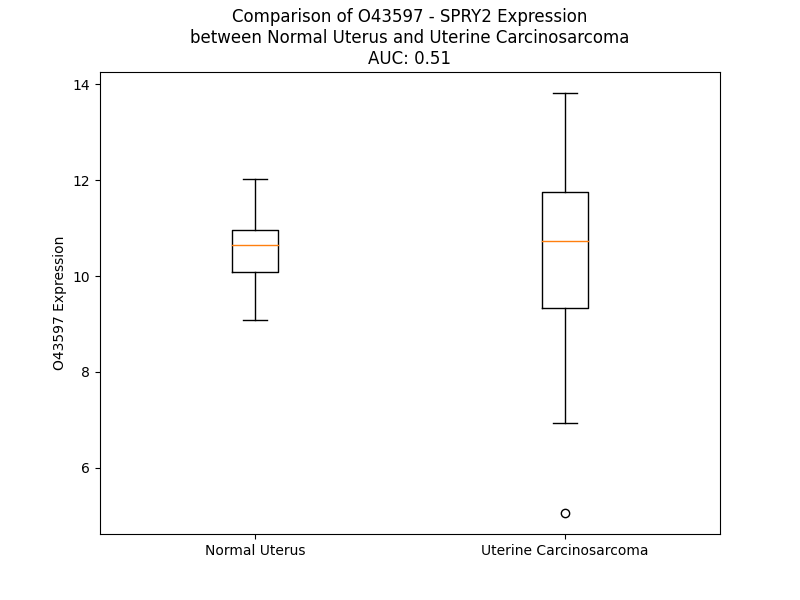 Comparison of O43597 - SPRY2 Expression
between Normal Uterus and Uterine Carcinosarcoma
AUC: 0.51
14
12
10
8
6
O43597 Expression
Normal Uterus
Uterine Carcinosarcoma